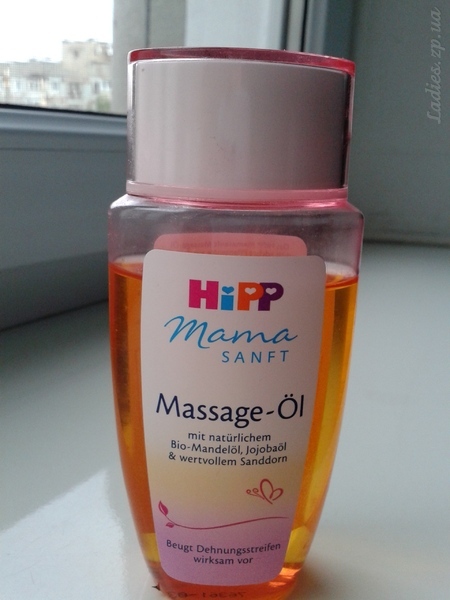 Ladies.zp.ua
HiPP
Mama
SANFT
Massage-Öl
mit natürlichem
Bio-Mandelöl, Jojobaöl
& wertvollem Sanddorn
Beugt Dehnungsstreifen
wirksam vor